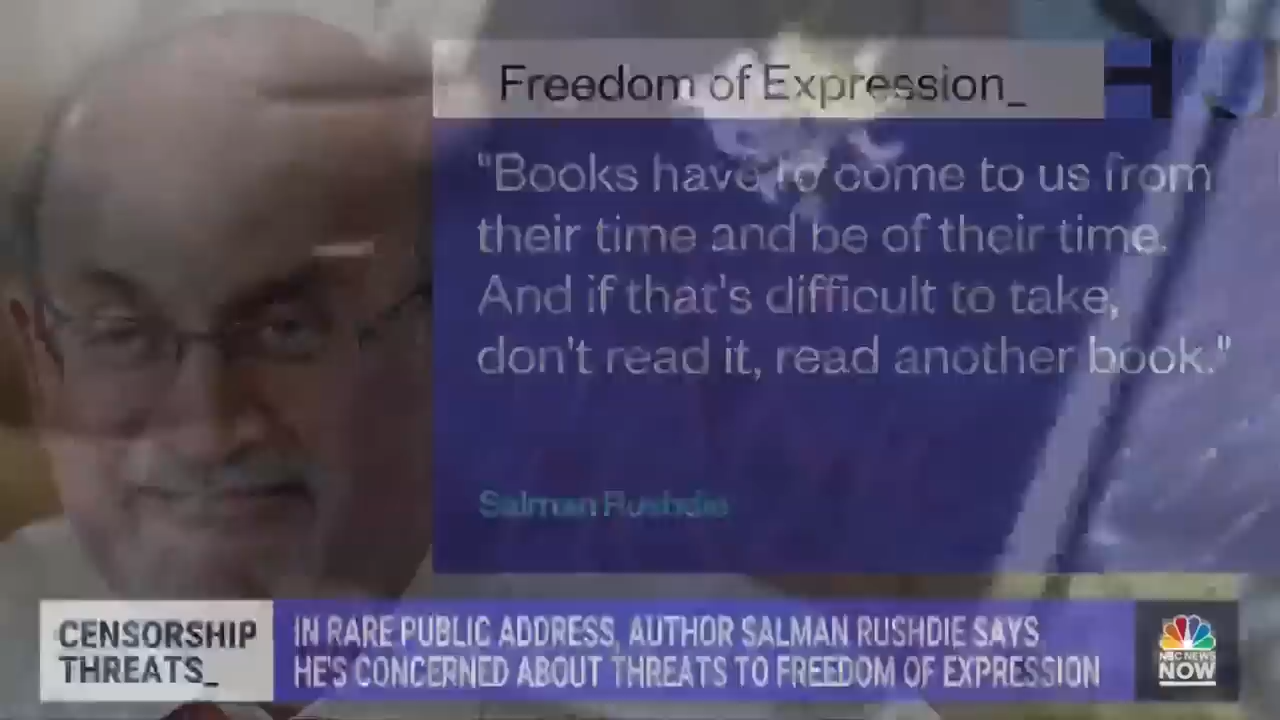 Freedom of Expression_
"Books have to come to us from
their time and be of their time.
And if that's difficult to take,
don't read it, read another book."
Salman Rushdie
CENSORSHIP
THREATS_
IN RARE PUBLIC ADDRESS, AUTHOR SALMAN RUSHDIE SAYS
HE'S CONCERNED ABOUT THREATS TO FREEDOM OF EXPRESSION
NBC NEWS
NOW